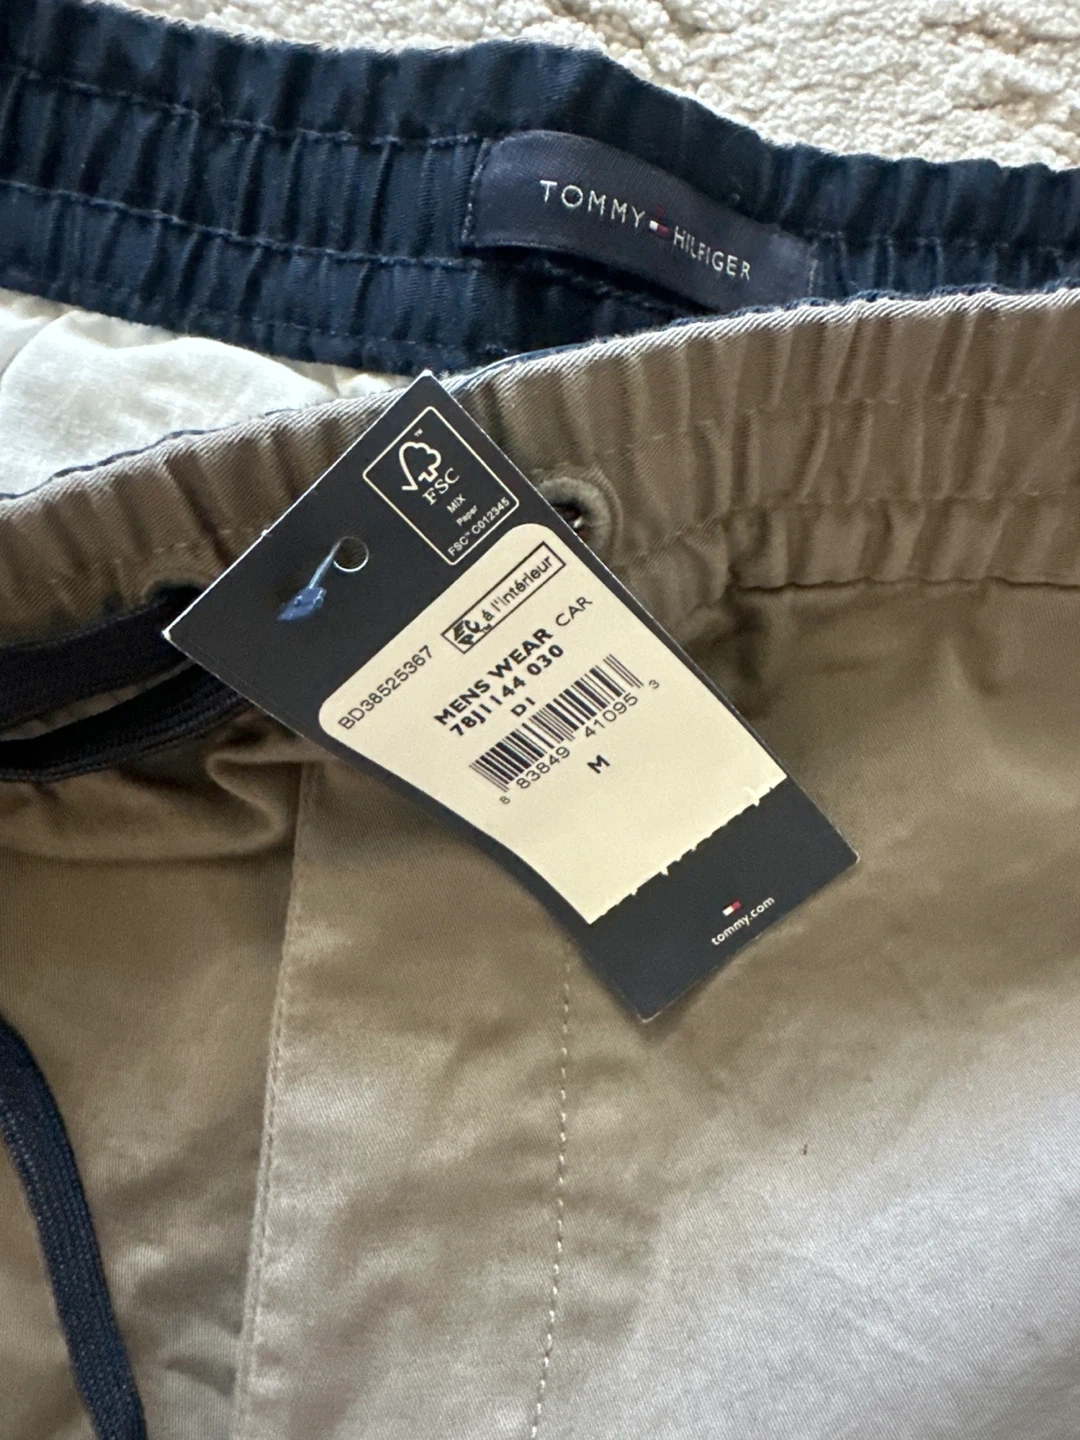 TOMMY HILFIGER
FSC
MIX
Paper
FSC™ C012345
à l'intérieur
BD38525367
MENS WEAR CAR
78J1144 030
D1
8 83849 41095 3
M
tommy.com